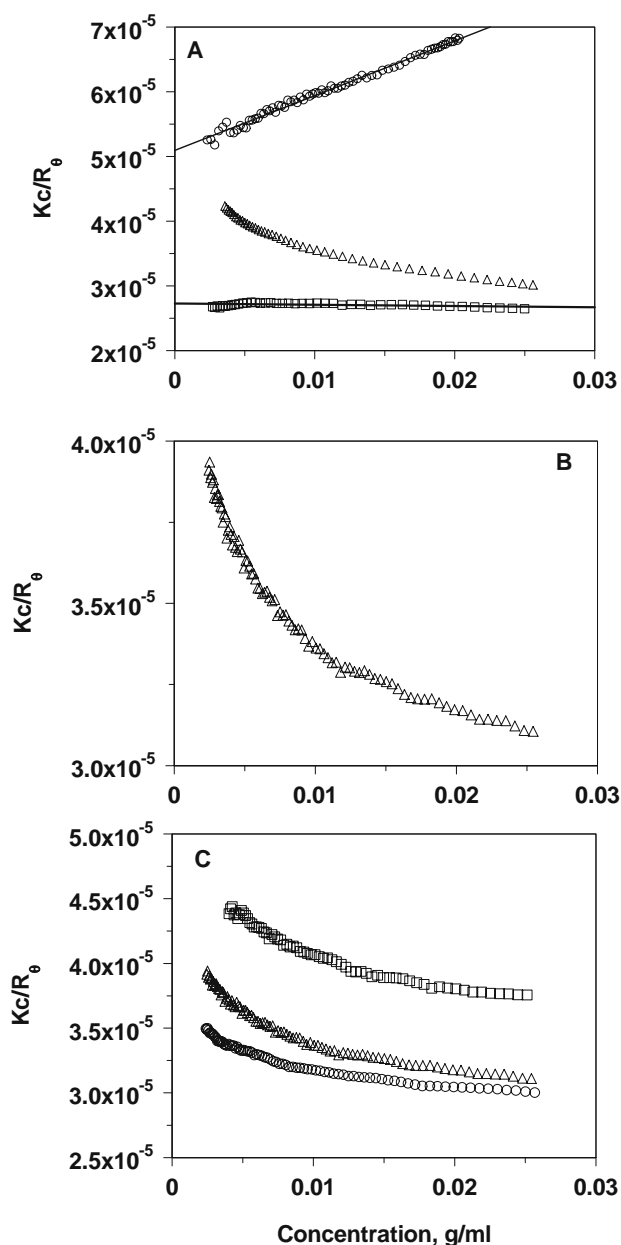 A
7x10⁻⁵
6x10⁻⁵
5x10⁻⁵
4x10⁻⁵
3x10⁻⁵
2x10⁻⁵
Kc/Rθ
0 0.01 0.02 0.03
B
4.0x10⁻⁵
3.5x10⁻⁵
3.0x10⁻⁵
Kc/Rθ
0 0.01 0.02 0.03
C
5.0x10⁻⁵
4.5x10⁻⁵
4.0x10⁻⁵
3.5x10⁻⁵
3.0x10⁻⁵
2.5x10⁻⁵
Kc/Rθ
0 0.01 0.02 0.03
Concentration, g/ml